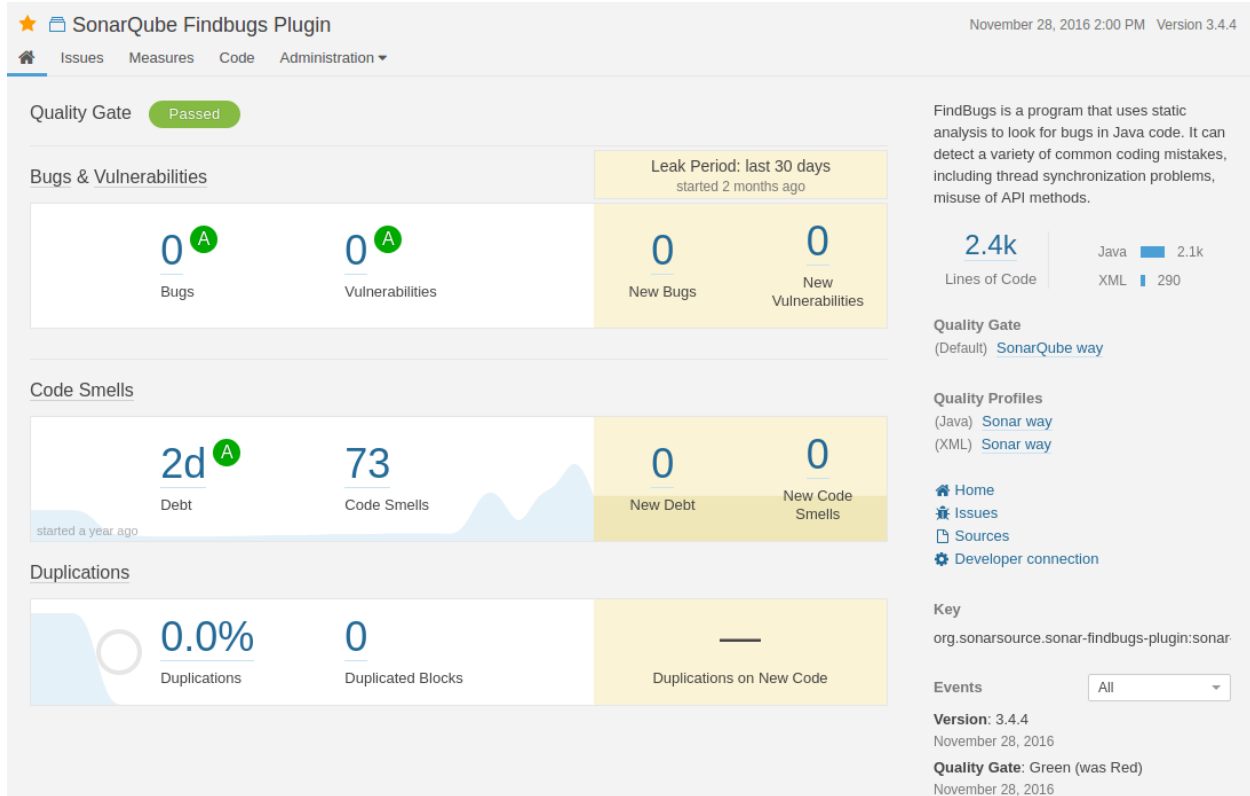 SonarQube Findbugs Plugin
November 28, 2016 2:00 PM Version 3.4.4
Issues Measures Code Administration
Quality Gate Passed
Bugs & Vulnerabilities
Leak Period: last 30 days
started 2 months ago
0 A
Bugs
0 A
Vulnerabilities
0
New Bugs
0
New
Vulnerabilities
Code Smells
2d A
Debt
73
Code Smells
started a year ago
0
New Debt
0
New Code
Smells
Duplications
0.0%
Duplications
0
Duplicated Blocks
—
Duplications on New Code
FindBugs is a program that uses static
analysis to look for bugs in Java code. It can
detect a variety of common coding mistakes,
including thread synchronization problems,
misuse of API methods.
2.4k
Lines of Code
Java 2.1k
XML 290
Quality Gate
(Default) SonarQube way
Quality Profiles
(Java) Sonar way
(XML) Sonar way
Home
Issues
Sources
Developer connection
Key
org.sonarsource.sonar-findbugs-plugin:sonar-
Events All
Version: 3.4.4
November 28, 2016
Quality Gate: Green (was Red)
November 28, 2016